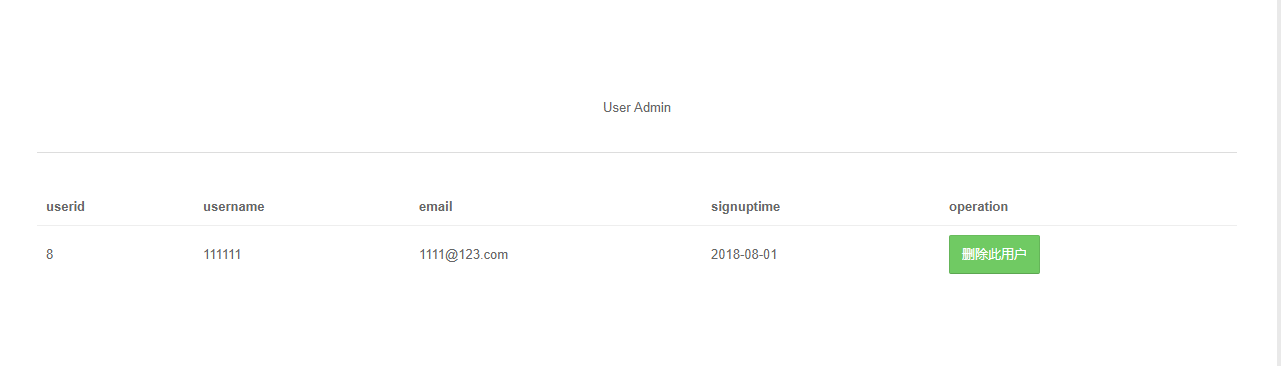 User Admin
userid username email signuptime operation
8 111111 1111@123.com 2018-08-01 删除此用户